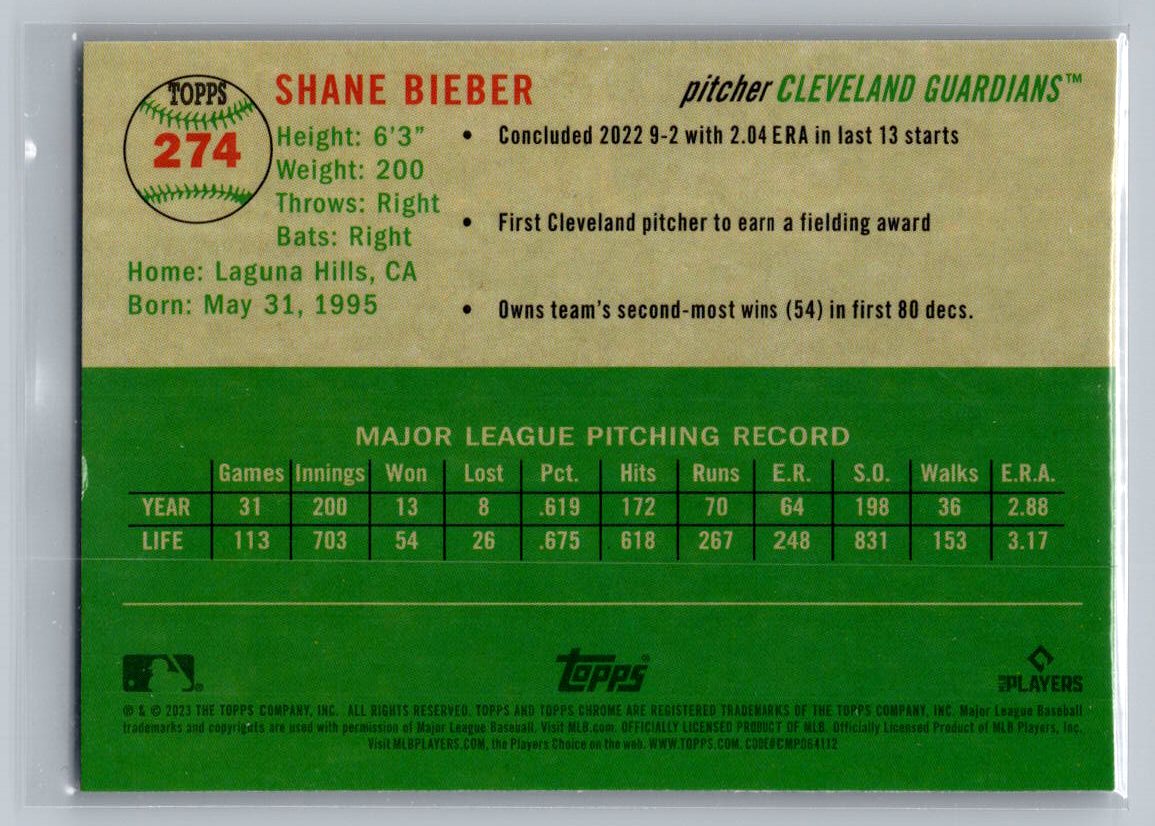 TOPPS
274
SHANE BIEBER
pitcher CLEVELAND GUARDIANS™
Height: 6'3"
Weight: 200
Throws: Right
Bats: Right
Home: Laguna Hills, CA
Born: May 31, 1995
• Concluded 2022 9-2 with 2.04 ERA in last 13 starts
• First Cleveland pitcher to earn a fielding award
• Owns team's second-most wins (54) in first 80 decs.
MAJOR LEAGUE PITCHING RECORD
Games Innings Won Lost Pct. Hits Runs E.R. S.O. Walks E.R.A.
YEAR 31 200 13 8 .619 172 70 64 198 36 2.88
LIFE 113 703 54 26 .675 618 267 248 831 153 3.17
topps®
PLAYERS
® & © 2023 THE TOPPS COMPANY, INC. ALL RIGHTS RESERVED. TOPPS AND TOPPS CHROME ARE REGISTERED TRADEMARKS OF THE TOPPS COMPANY, INC. Major League Baseball
trademarks and copyrights are used with permission of Major League Baseball. Visit MLB.com. OFFICIALLY LICENSED PRODUCT OF MLB. Officially Licensed Product of MLB Players, Inc.
Visit MLBPLAYERS.COM, the Players Choice on the web. WWW.TOPPS.COM. CODE#CMP064112